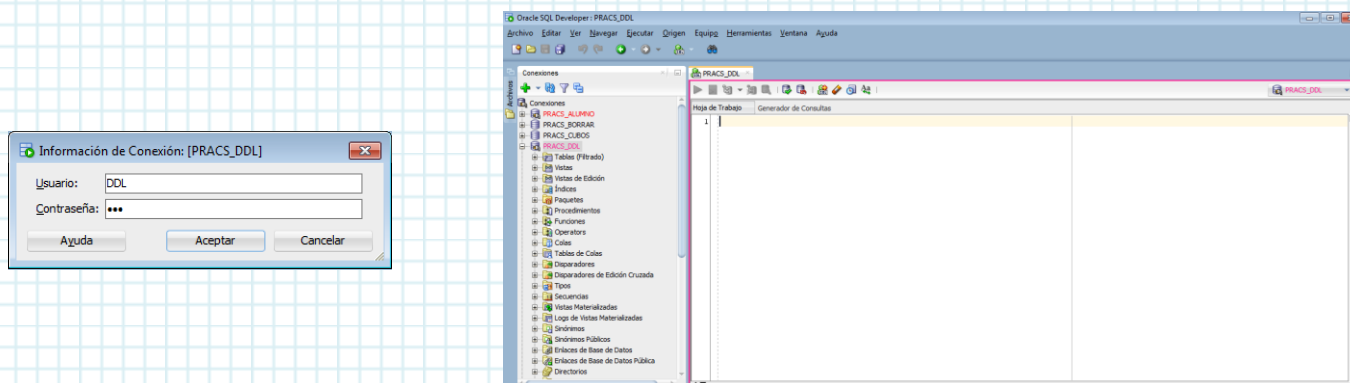 Información de Conexión: [PRACS_DDL]
Usuario: DDL
Contraseña: •••
Ayuda Aceptar Cancelar
Oracle SQL Developer : PRACS_DDL
Archivo Editar Ver Navegar Ejecutar Origen Equipo Herramientas Ventana Ayuda
Archivos
Conexiones
Conexiones
PRACS_ALUMNO
PRACS_BORRAR
PRACS_CUBOS
PRACS_DDL
Tablas (Filtrado)
Vistas
Vistas de Edición
Índices
Paquetes
Procedimientos
Funciones
Operators
Colas
Tablas de Colas
Disparadores
Disparadores de Edición Cruzada
Tipos
Secuencias
Vistas Materializadas
Logs de Vistas Materializadas
Sinónimos
Sinónimos Públicos
Enlaces de Base de Datos
Enlaces de Base de Datos Pública
Directorios
PRACS_DDL
PRACS_DDL
Hoja de Trabajo Generador de Consultas
1